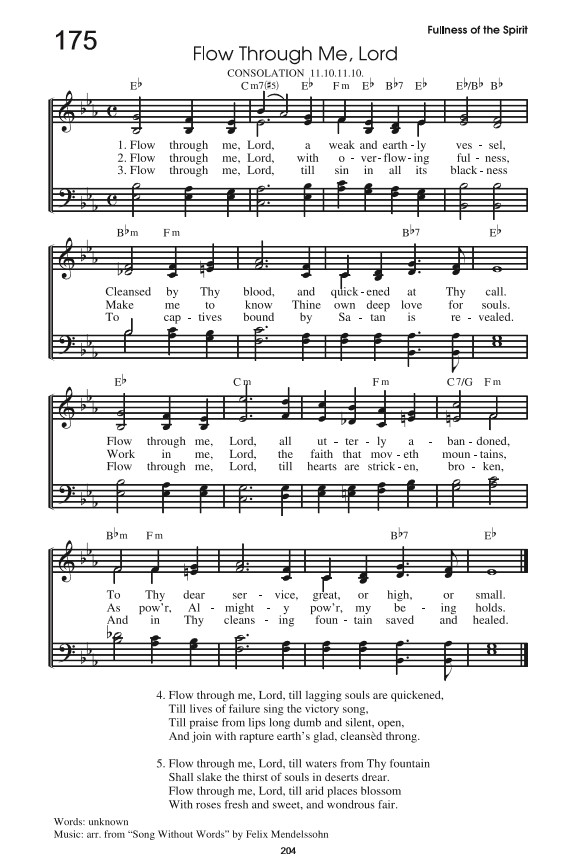 175
Fullness of the Spirit
Flow Through Me, Lord
CONSOLATION 11.10.11.10.
E♭ Cm7(♯5) E♭ Fm E♭ B♭7 E♭ E♭/B♭ B♭
1. Flow through me, Lord, a weak and earth - ly ves - sel,
2. Flow through me, Lord, with o - ver - flow - ing ful - ness,
3. Flow through me, Lord, till sin in all its black - ness
B♭m Fm B♭7 E♭
Cleansed by Thy blood, and quick - ened at Thy call.
Make me to know Thine own deep love for souls.
To cap - tives bound by Sa - tan is re - vealed.
E♭ Cm Fm C7/G Fm
Flow through me, Lord, all ut - ter - ly a - ban - doned,
Work in me, Lord, the faith that mov - eth moun - tains,
Flow through me, Lord, till hearts are strick - en, bro - ken,
B♭m Fm B♭7 E♭
To Thy dear ser - vice, great, or high, or small.
As pow'r, Al - might - y pow'r, my be - ing holds.
And in Thy cleans - ing foun - tain saved and healed.
4. Flow through me, Lord, till lagging souls are quickened,
Till lives of failure sing the victory song,
Till praise from lips long dumb and silent, open,
And join with rapture earth's glad, cleansèd throng.
5. Flow through me, Lord, till waters from Thy fountain
Shall slake the thirst of souls in deserts drear.
Flow through me, Lord, till arid places blossom
With roses fresh and sweet, and wondrous fair.
Words: unknown
Music: arr. from “Song Without Words” by Felix Mendelssohn
204